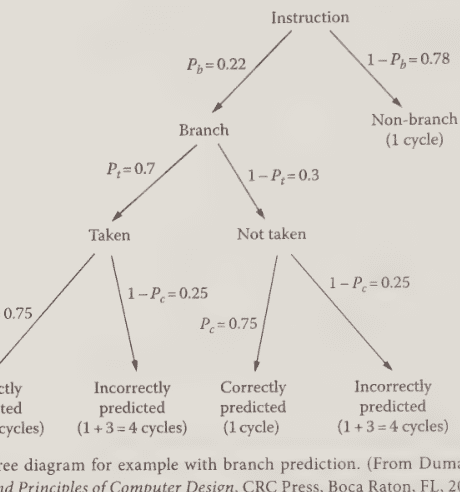 Instruction
P_b = 0.22
1 − P_b = 0.78
Branch
Non-branch
(1 cycle)
P_t = 0.7
1 − P_t = 0.3
Taken
Not taken
0.75
1 − P_c = 0.25
P_c = 0.75
1 − P_c = 0.25
ctly
ted
cycles)
Incorrectly
predicted
(1 + 3 = 4 cycles)
Correctly
predicted
(1 cycle)
Incorrectly
predicted
(1 + 3 = 4 cycles)
ree diagram for example with branch prediction. (From Duma
nd Principles of Computer Design, CRC Press, Boca Raton, FL, 20